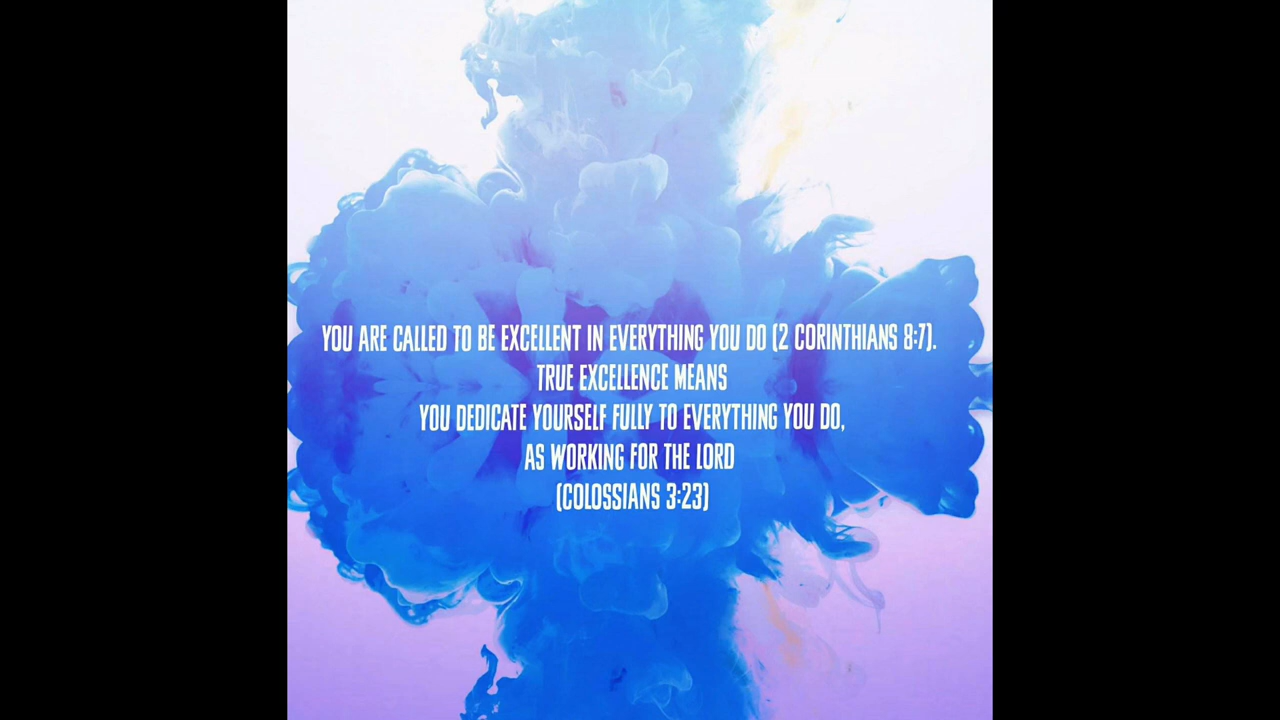 YOU ARE CALLED TO BE EXCELLENT IN EVERYTHING YOU DO (2 CORINTHIANS 8:7).
TRUE EXCELLENCE MEANS
YOU DEDICATE YOURSELF FULLY TO EVERYTHING YOU DO,
AS WORKING FOR THE LORD
(COLOSSIANS 3:23)